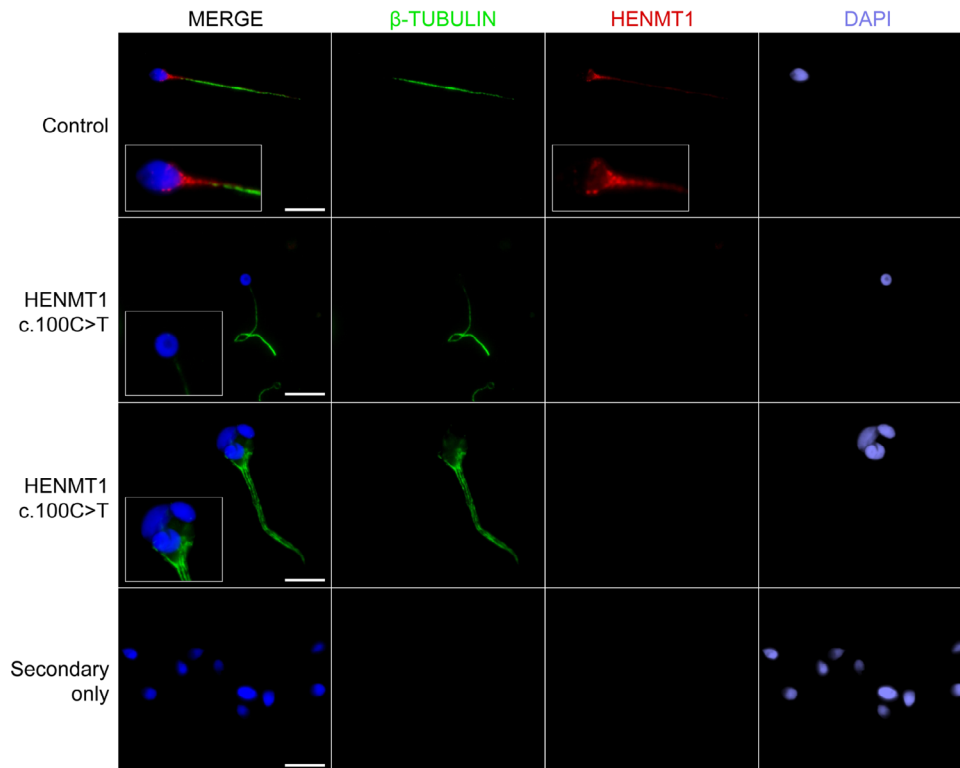 MERGE
β-TUBULIN
HENMT1
DAPI
Control
HENMT1
c.100C>T
HENMT1
c.100C>T
Secondary
only